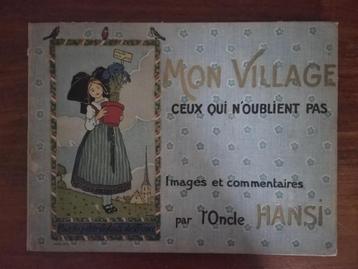 MON VILLAGE
CEUX QUI N'OUBLIENT PAS
Images et commentaires
par l'Oncle HANSI